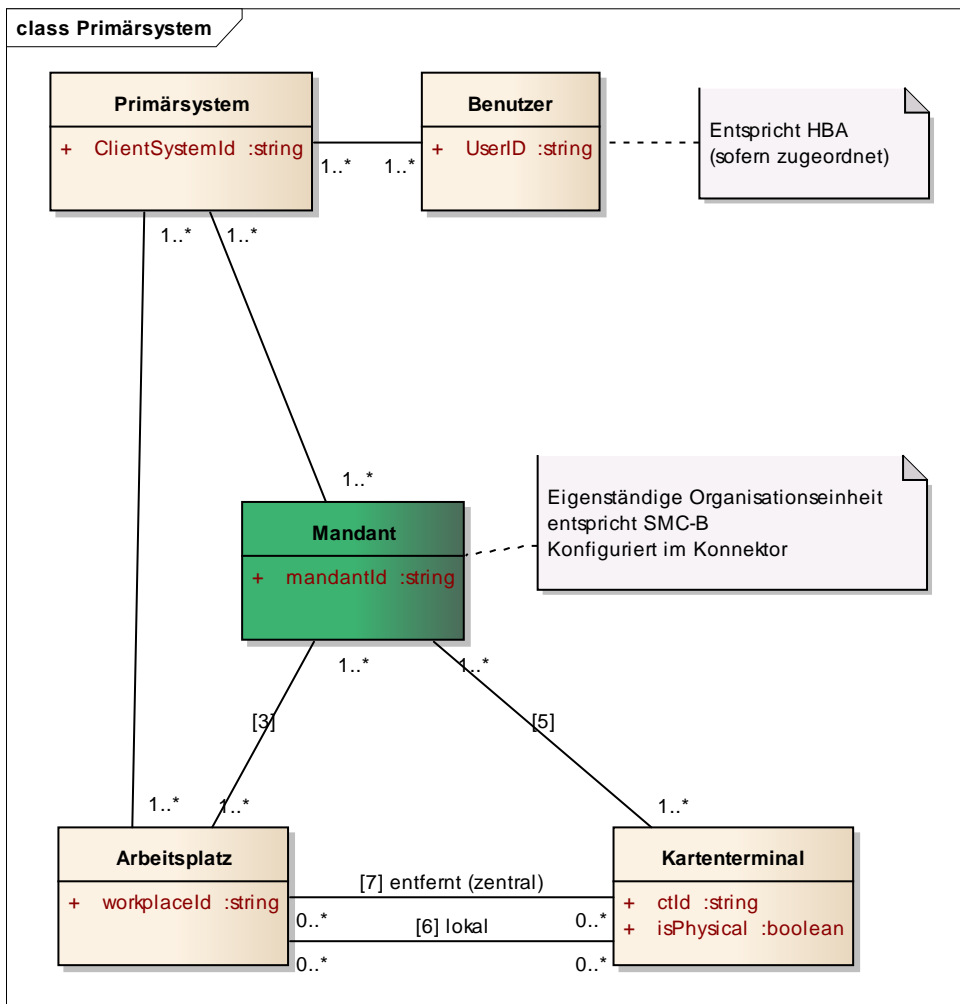 class Primärsystem
Primärsystem
+ ClientSystemId :string
Benutzer
+ UserID :string
Entspricht HBA
(sofern zugeordnet)
1..*
1..*
1..*
1..*
1..*
Mandant
+ mandantId :string
Eigenständige Organisationseinheit
entspricht SMC-B
Konfiguriert im Konnektor
1..*
1..*
[3]
[5]
1..*
1..*
1..*
Arbeitsplatz
+ workplaceId :string
Kartenterminal
+ ctId :string
+ isPhysical :boolean
[7] entfernt (zentral)
0..*
0..*
[6] lokal
0..*
0..*